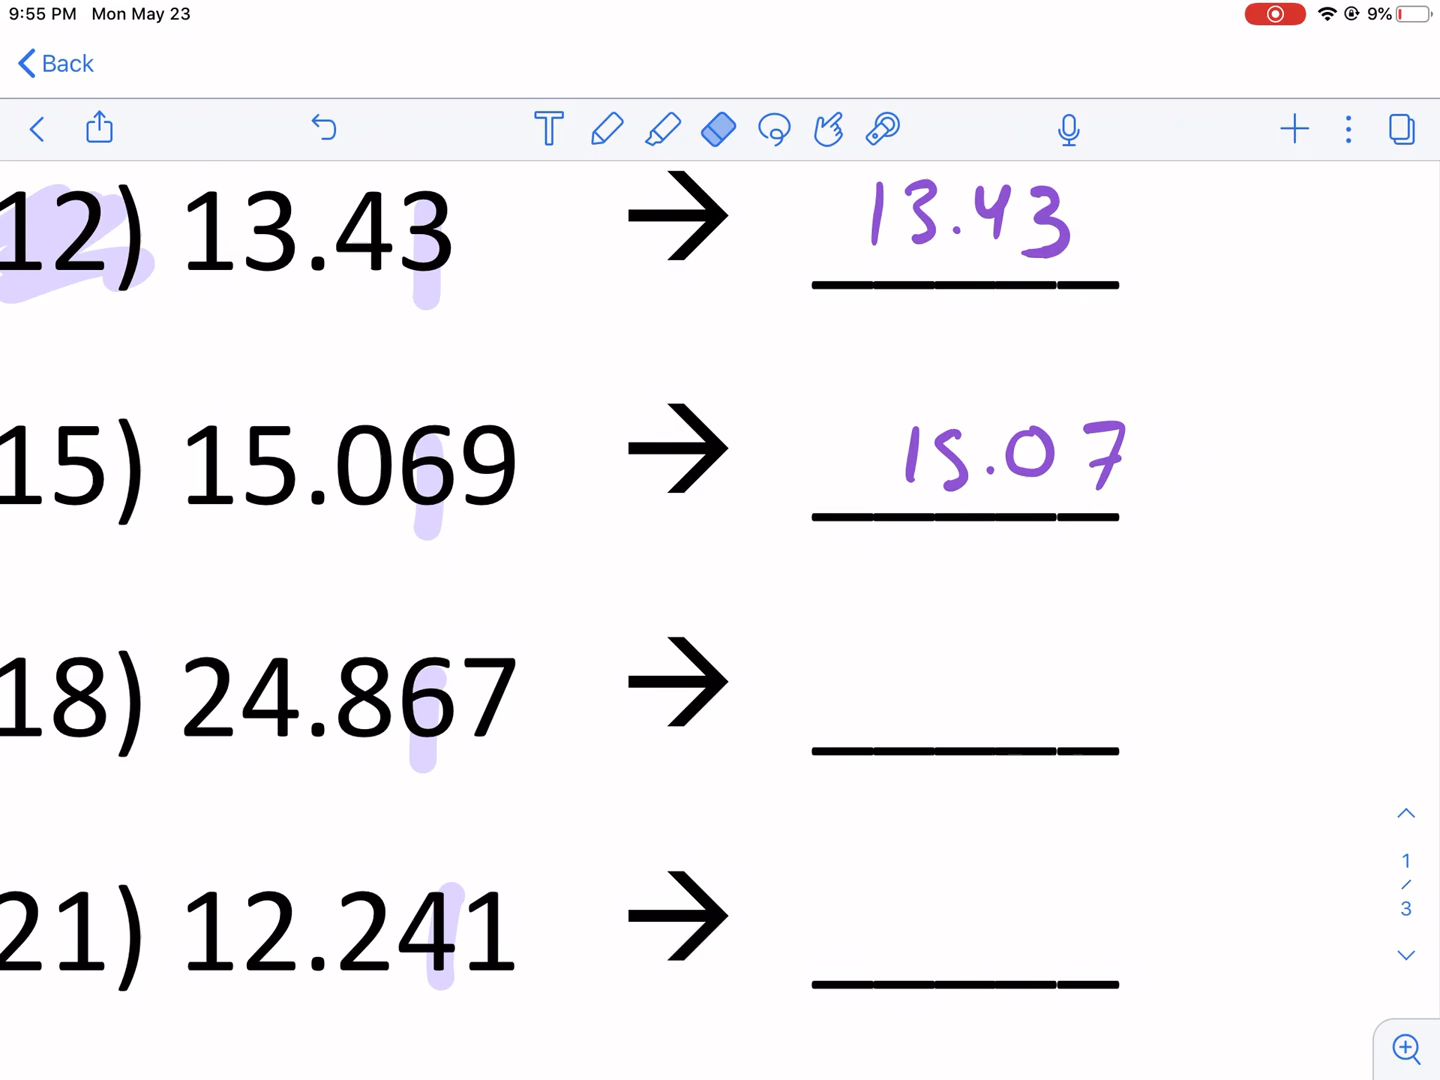 9:55 PM Mon May 23
9%
Back
T
12) 13.43 → 13.43
15) 15.069 → 15.07
18) 24.867 →
21) 12.241 →
1
/
3